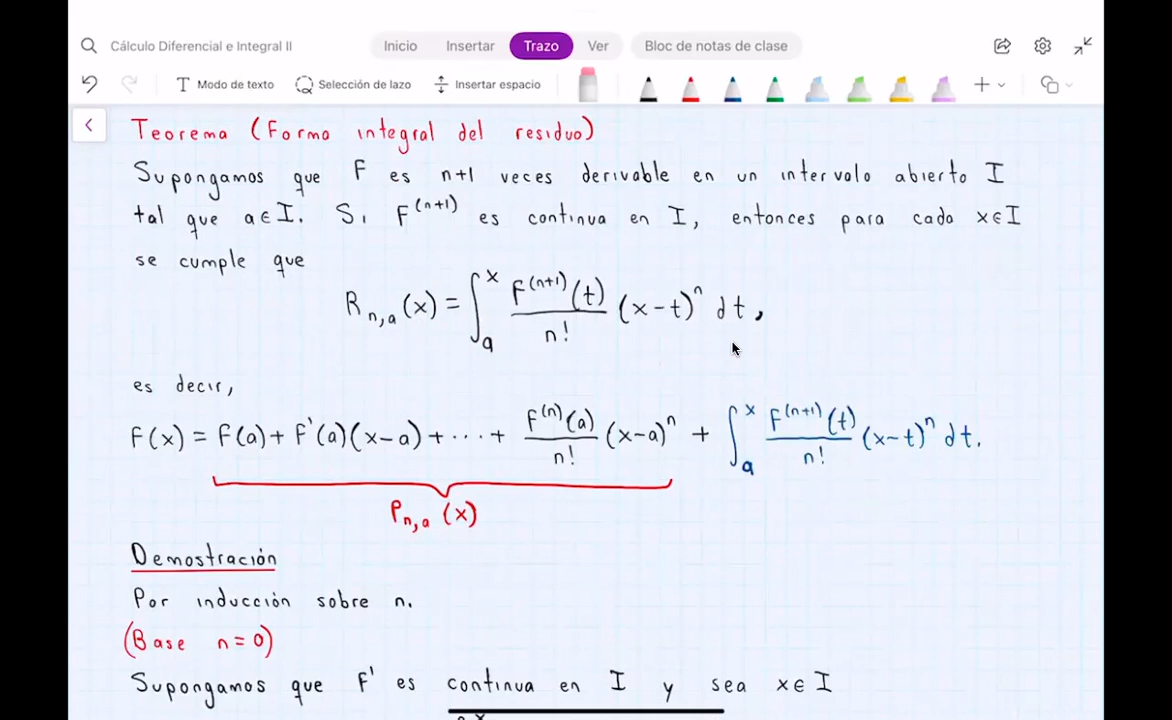 Cálculo Diferencial e Integral II
Inicio Insertar Trazo Ver Bloc de notas de clase
Modo de texto Selección de lazo Insertar espacio
Teorema (Forma integral del residuo)
Supongamos que F es n+1 veces derivable en un intervalo abierto I
tal que a∈I. Si F^(n+1) es continua en I, entonces para cada x∈I
se cumple que
R_{n,a}(x) = ∫_a^x F^(n+1)(t)/n! (x-t)^n dt,
es decir,
F(x) = F(a) + F'(a)(x-a) + ... + F^(n)(a)/n! (x-a)^n + ∫_a^x F^(n+1)(t)/n! (x-t)^n dt.
P_{n,a}(x)
Demostración
Por inducción sobre n.
(Base n=0)
Supongamos que F' es continua en I y sea x∈I